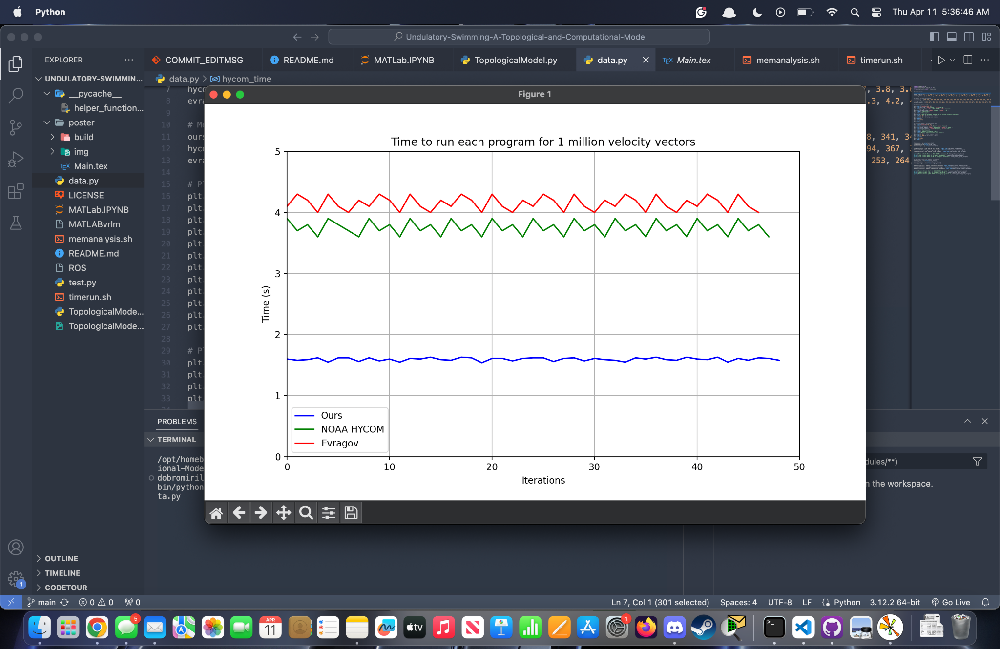 Python
Thu Apr 11 5:36:46 AM
Undulatory-Swimming-A-Topological-and-Computational-Model
EXPLORER
COMMIT_EDITMSG
README.md
MATLab.IPYNB
TopologicalModel.py
data.py
TEX Main.tex
memanalysis.sh
timerun.sh
data.py > hycom_time
UNDULATORY-SWIMMIN...
__pycache__
helper_function...
poster
build
img
TEX Main.tex
data.py
LICENSE
MATLab.IPYNB
MATLABvrlm
memanalysis.sh
README.md
ROS
test.py
timerun.sh
TopologicalMode...
TopologicalMode...
OUTLINE
TIMELINE
CODETOUR
7 hyco
8 evra
9
10 # Me
11 ours
12 hyco
13 evra
14
15 # Pl
16 plt.
17 plt.
18 plt.
19 plt.
20 plt.
21 plt.
22 plt.
23 plt.
24 plt.
25 plt.
26 plt.
27 plt.
28
29 # Pl
30 plt.
31 plt.
32 plt.
33 plt.
, 3.8, 3.
.3, 4.2,
8, 341, 34
94, 367,
253, 264
Figure 1
Time to run each program for 1 million velocity vectors
5
4
3
2
1
0
Time (s)
0 10 20 30 40 50
Iterations
Ours
NOAA HYCOM
Evragov
PROBLEMS
TERMINAL
/opt/homeb
ional-Mode
dobromiril
bin/python
ta.py
dules/**)
the workspace.
1
main 0 0 0
Ln 7, Col 1 (301 selected) Spaces: 4 UTF-8 LF Python 3.12.2 64-bit Go Live
5
APR
11
tv
1
XLSX